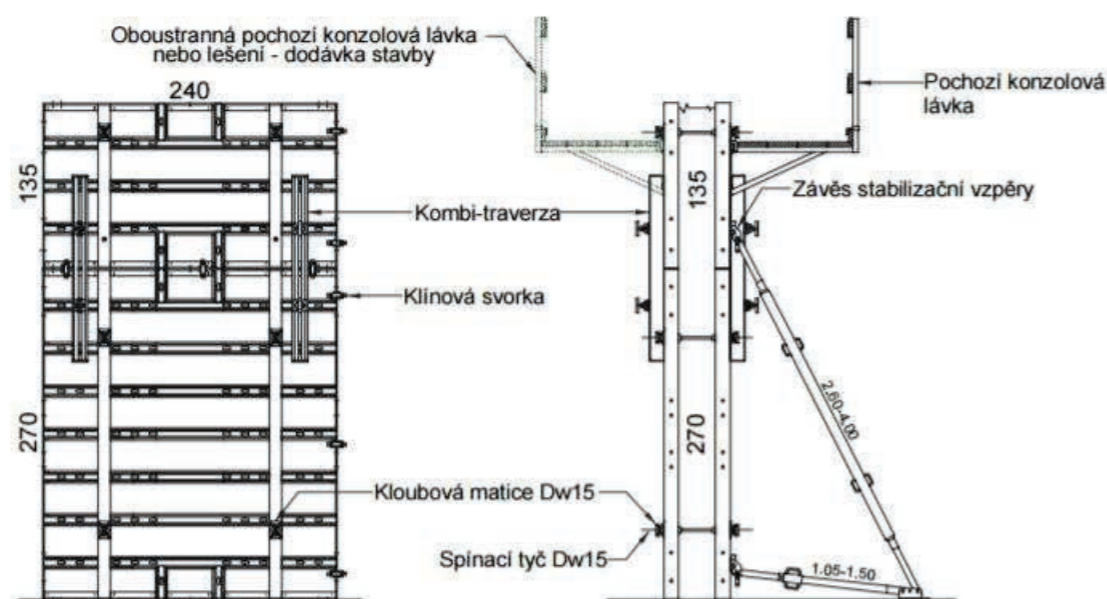 Oboustranná pochozí konzolová lávka
nebo lešení - dodávka stavby
240
Pochozí konzolová
lávka
135
135
Závěs stabilizační vzpěry
Kombi-traverza
Klínová svorka
2.60-4.00
270
270
Kloubová matice Dw15
Spínací tyč Dw15
1.05-1.50